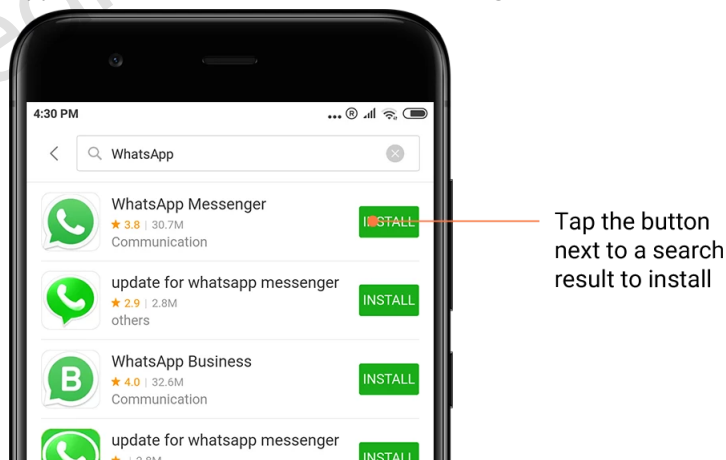 4:30 PM
WhatsApp
WhatsApp Messenger
★ 3.8 | 30.7M
Communication
INSTALL
Tap the button
next to a search
result to install
update for whatsapp messenger
★ 2.9 | 2.8M
others
INSTALL
B
WhatsApp Business
★ 4.0 | 32.6M
Communication
INSTALL
update for whatsapp messenger
INSTALL